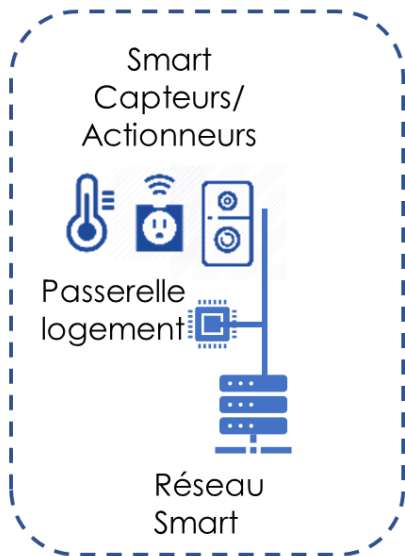 Smart
Capteurs/
Actionneurs
Passerelle
logement
Réseau
Smart